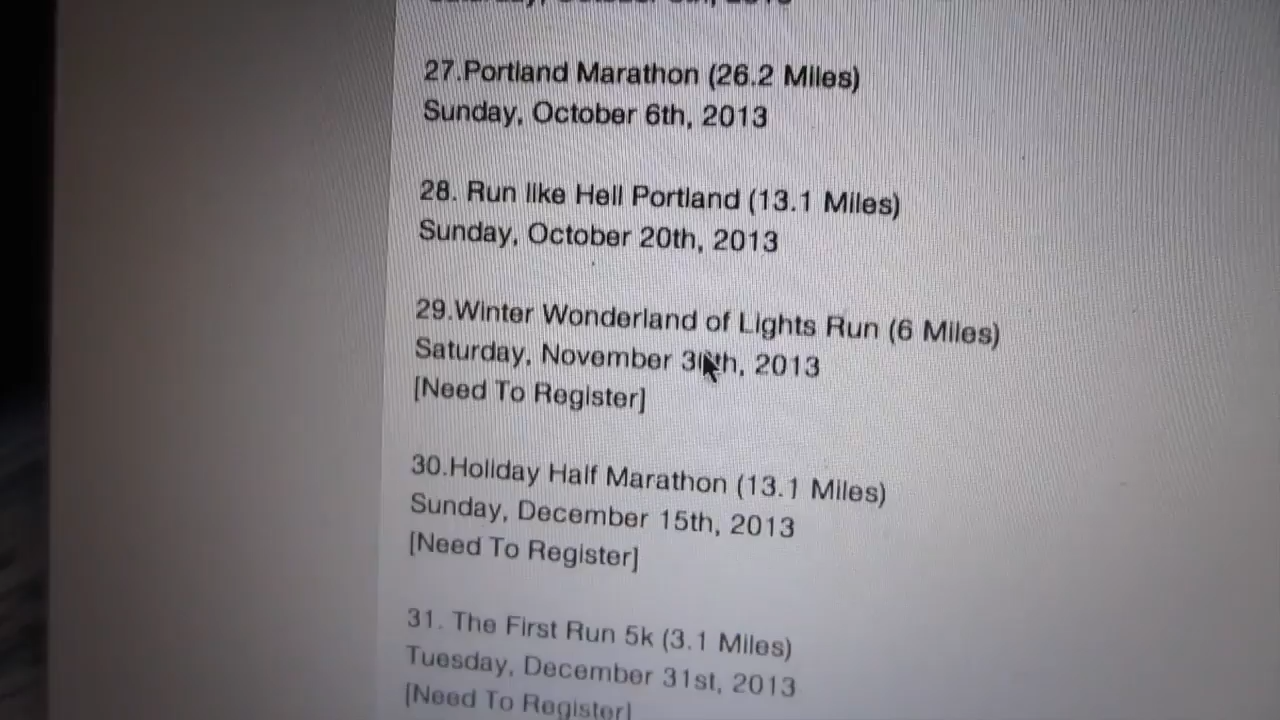 27.Portland Marathon (26.2 Miles)
Sunday, October 6th, 2013
28. Run like Hell Portland (13.1 Miles)
Sunday, October 20th, 2013
29.Winter Wonderland of Lights Run (6 Miles)
Saturday, November 30th, 2013
[Need To Register]
30.Holiday Half Marathon (13.1 Miles)
Sunday, December 15th, 2013
[Need To Register]
31. The First Run 5k (3.1 Miles)
Tuesday, December 31st, 2013
[Need To Register]